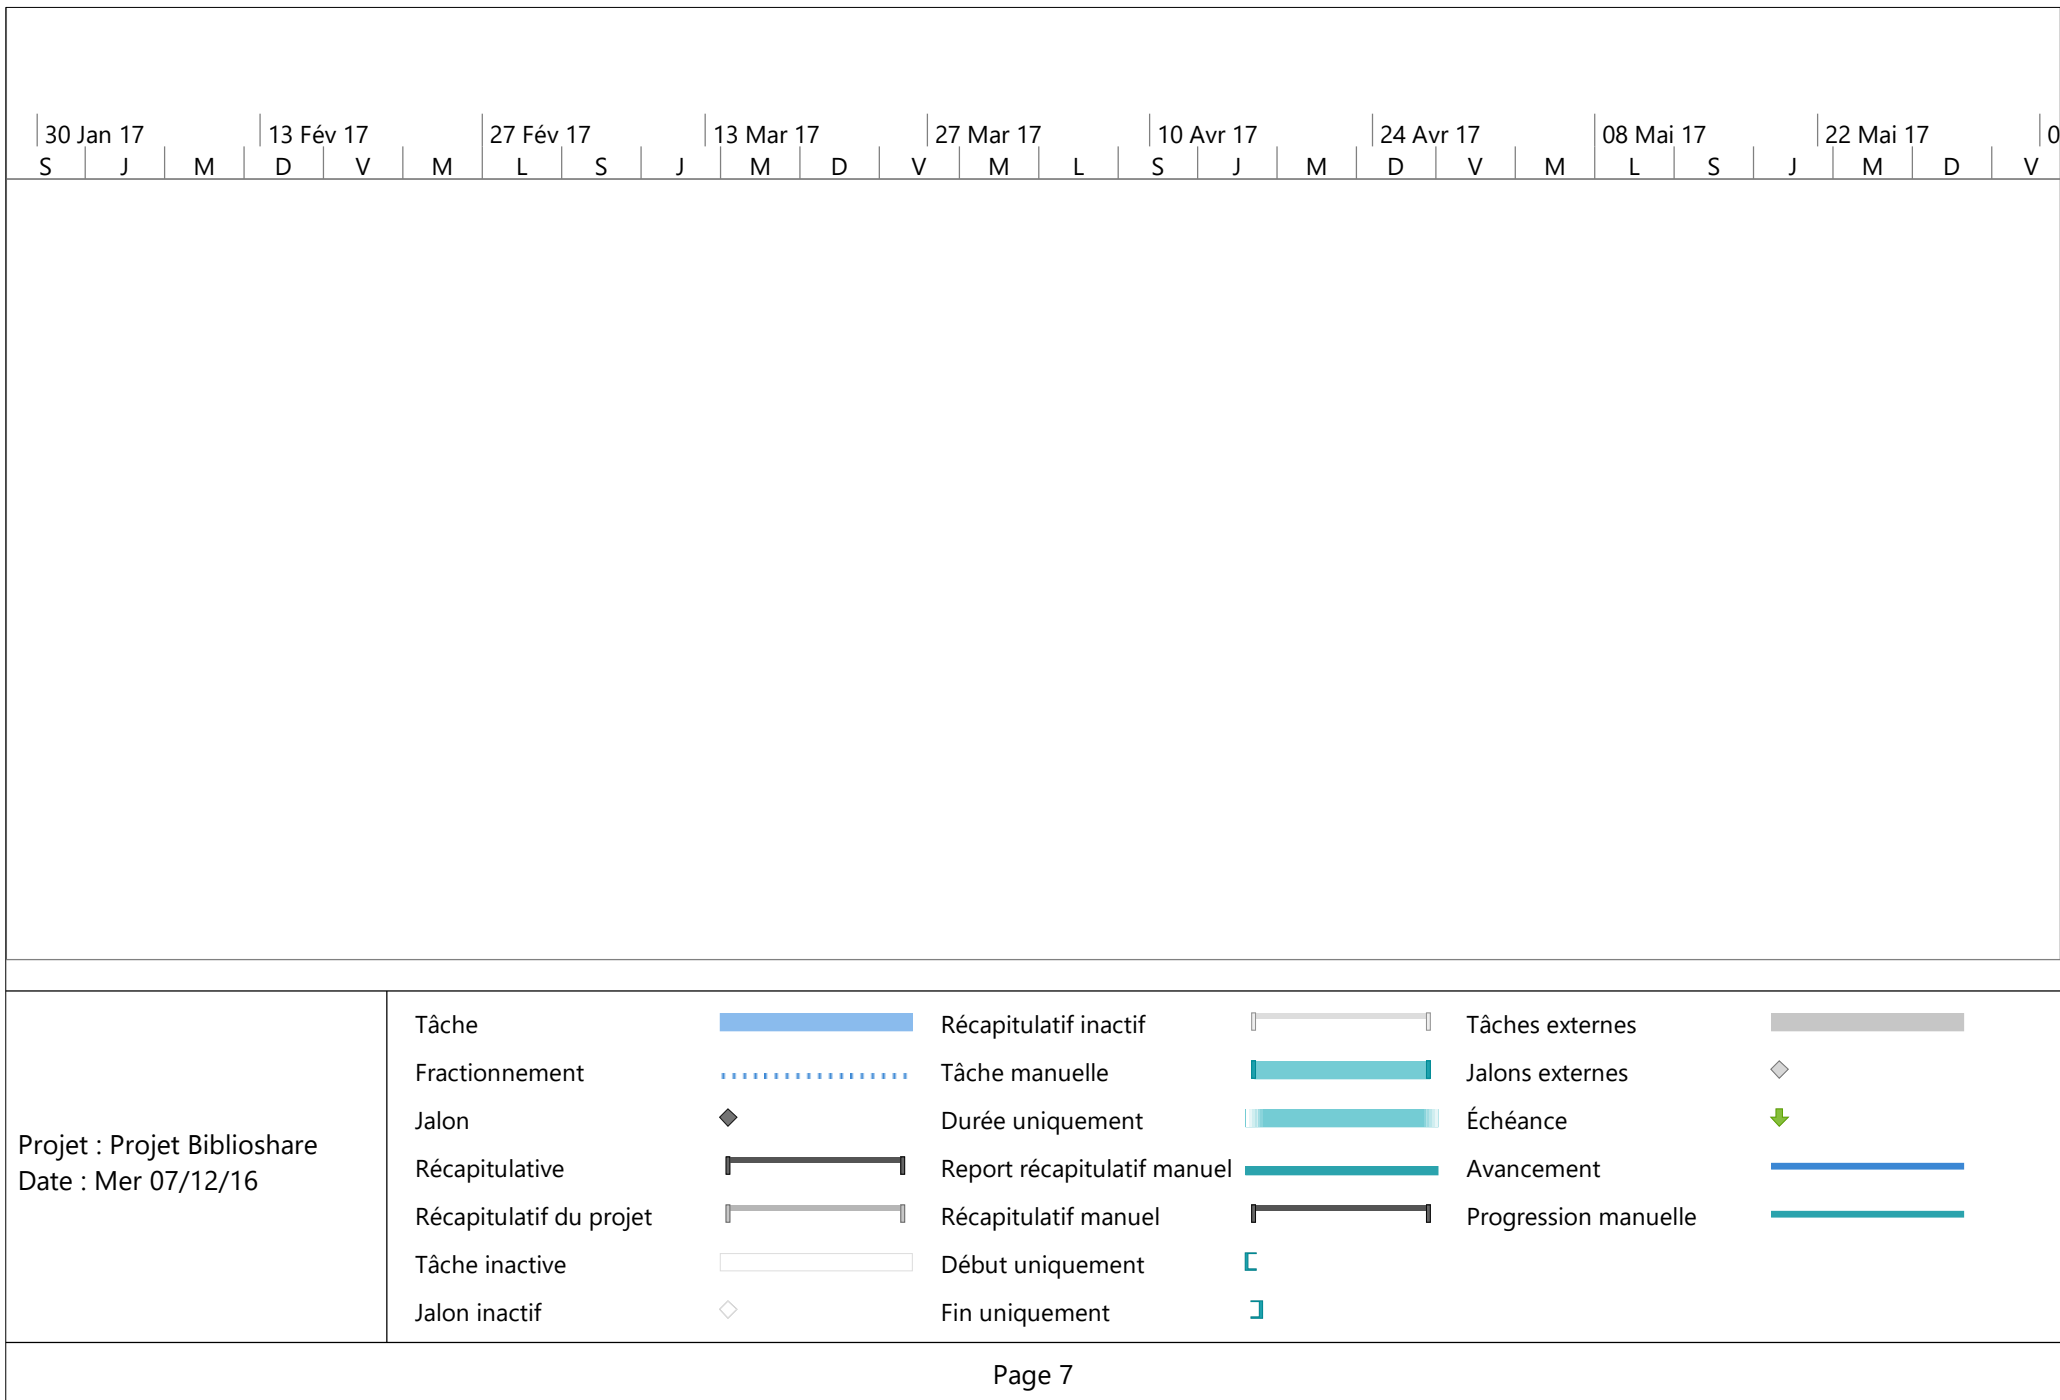 30 Jan 17 13 Fév 17 27 Fév 17 13 Mar 17 27 Mar 17 10 Avr 17 24 Avr 17 08 Mai 17 22 Mai 17 0
S J M D V M L S J M D V M L S J M D V M L S J M D V
Tâche Récapitulatif inactif Tâches externes
Fractionnement Tâche manuelle Jalons externes
Jalon Durée uniquement Échéance
Projet : Projet Biblioshare
Date : Mer 07/12/16
Récapitulative Report récapitulatif manuel Avancement
Récapitulatif du projet Récapitulatif manuel Progression manuelle
Tâche inactive Début uniquement
Jalon inactif Fin uniquement
Page 7